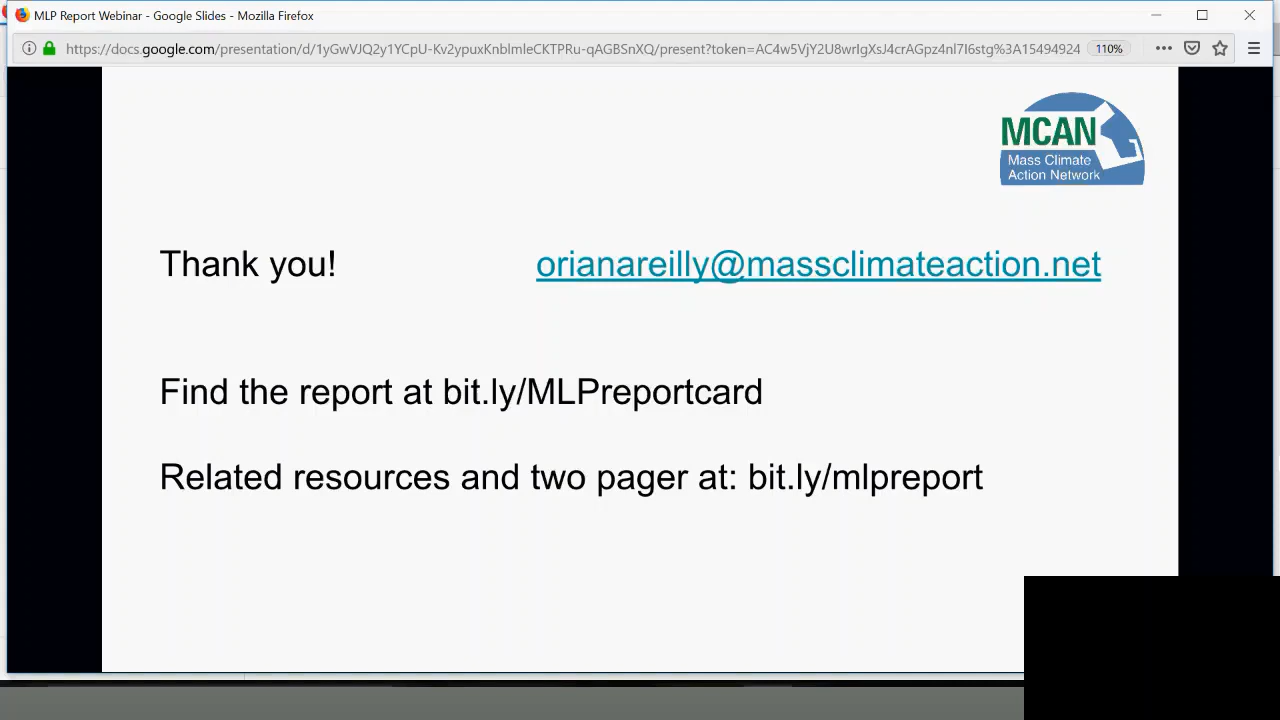 MLP Report Webinar - Google Slides - Mozilla Firefox
https://docs.google.com/presentation/d/1yGwVJQ2y1YCpU-Kv2ypuxKnblmleCKTPRu-qAGBSnXQ/present?token=AC4w5VjY2U8wrIgXsJ4crAGpz4nl7I6stg%3A15494924
110%
MCAN
Mass Climate
Action Network
Thank you! orianareilly@massclimateaction.net
Find the report at bit.ly/MLPreportcard
Related resources and two pager at: bit.ly/mlpreport